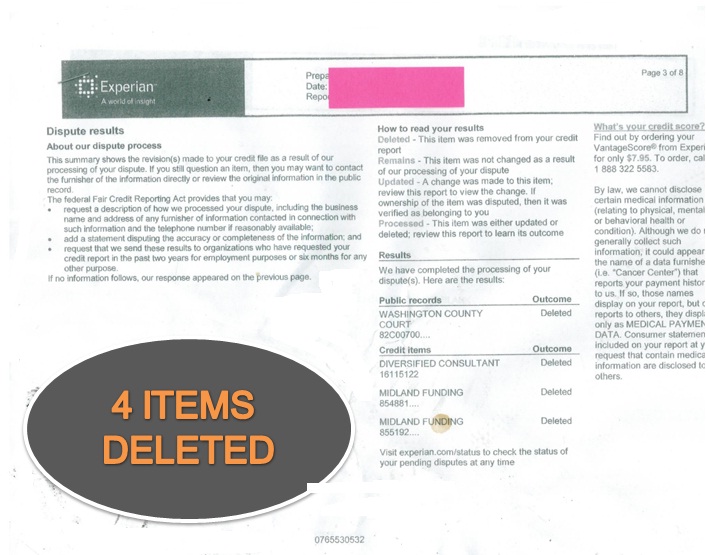 Experian™
A world of insight
Prepa
Date:
Repo
Page 3 of 8
Dispute results
About our dispute process
This summary shows the revision(s) made to your credit file as a result of our
processing of your dispute. If you still question an item, then you may want to contact
the furnisher of the information directly or review the original information in the public
record.
The federal Fair Credit Reporting Act provides that you may:
• request a description of how we processed your dispute, including the business
name and address of any furnisher of information contacted in connection with
such information and the telephone number if reasonably available;
• add a statement disputing the accuracy or completeness of the information; and
• request that we send these results to organizations who have requested your
credit report in the past two years for employment purposes or six months for any
other purpose.
If no information follows, our response appeared on the previous page.
How to read your results
Deleted - This item was removed from your credit
report
Remains - This item was not changed as a result
of our processing of your dispute
Updated - A change was made to this item;
review this report to view the change. If
ownership of the item was disputed, then it was
verified as belonging to you
Processed - This item was either updated or
deleted; review this report to learn its outcome
Results
We have completed the processing of your
dispute(s). Here are the results:
Public records Outcome
WASHINGTON COUNTY Deleted
COURT
82C00700....
Credit items Outcome
DIVERSIFIED CONSULTANT Deleted
16115122
MIDLAND FUNDING Deleted
854881....
MIDLAND FUNDING Deleted
855192....
Visit experian.com/status to check the status of
your pending disputes at any time
What's your credit score?
Find out by ordering your
VantageScore® from Experi
for only $7.95. To order, cal
1 888 322 5583.
By law, we cannot disclose
certain medical information
(relating to physical, mental
or behavioral health or
condition). Although we do
generally collect such
information, it could appear
the name of a data furnishe
(i.e. "Cancer Center") that
reports your payment histor
to us. If so, those names
display on your report, but
reports to others, they displ
only as MEDICAL PAYMEN
DATA. Consumer statemen
included on your report at y
request that contain medica
information are disclosed to
others.
4 ITEMS
DELETED
0765530532